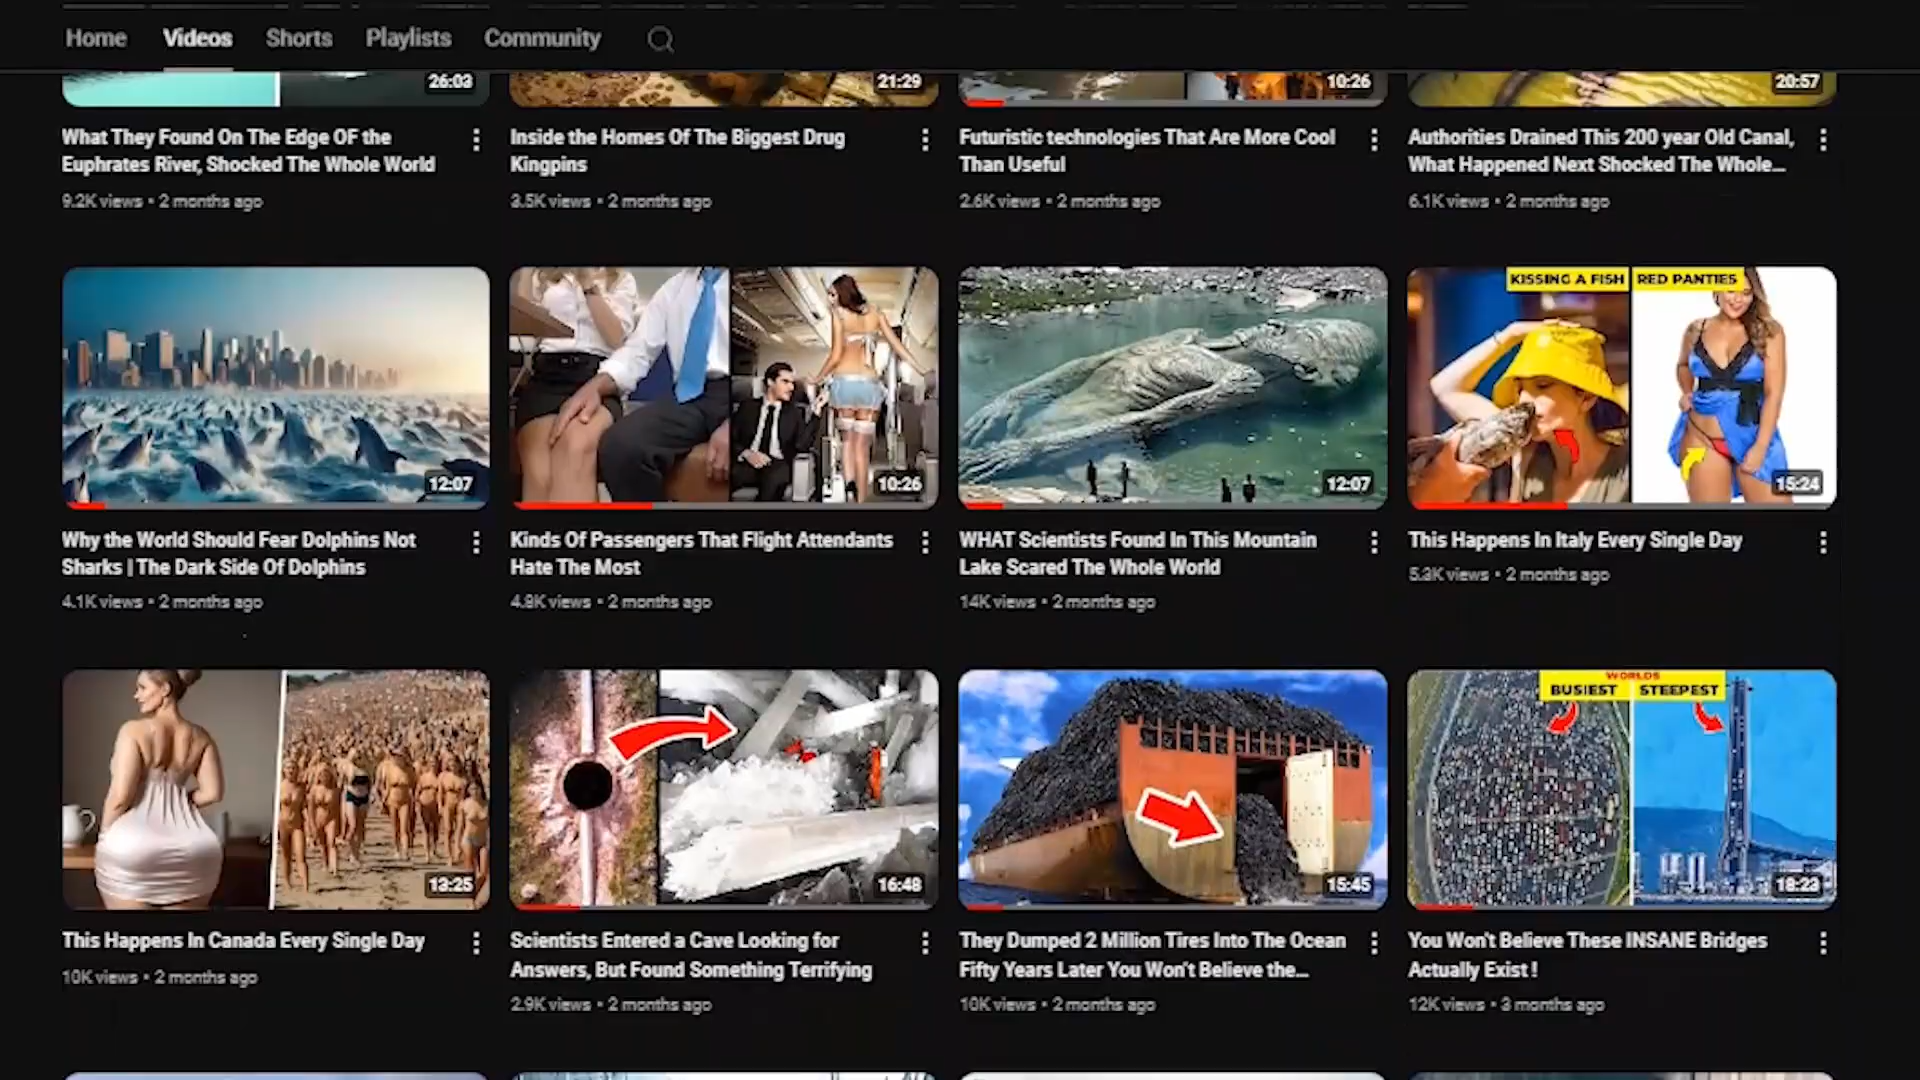 Home Videos Shorts Playlists Community
26:03
21:29
10:26
20:57
What They Found On The Edge OF the
Euphrates River, Shocked The Whole World
9.2K views • 2 months ago
Inside the Homes Of The Biggest Drug
Kingpins
3.5K views • 2 months ago
Futuristic technologies That Are More Cool
Than Useful
2.6K views • 2 months ago
Authorities Drained This 200 year Old Canal,
What Happened Next Shocked The Whole...
6.1K views • 2 months ago
12:07
10:26
12:07
KISSING A FISH RED PANTIES
15:24
Why the World Should Fear Dolphins Not
Sharks | The Dark Side Of Dolphins
4.1K views • 2 months ago
Kinds Of Passengers That Flight Attendants
Hate The Most
4.8K views • 2 months ago
WHAT Scientists Found In This Mountain
Lake Scared The Whole World
14K views • 2 months ago
This Happens In Italy Every Single Day
5.3K views • 2 months ago
13:25
16:48
15:45
WORLDS
BUSIEST STEEPEST
18:23
This Happens In Canada Every Single Day
10K views • 2 months ago
Scientists Entered a Cave Looking for
Answers, But Found Something Terrifying
2.9K views • 2 months ago
They Dumped 2 Million Tires Into The Ocean
Fifty Years Later You Won't Believe the...
10K views • 2 months ago
You Won't Believe These INSANE Bridges
Actually Exist !
12K views • 3 months ago